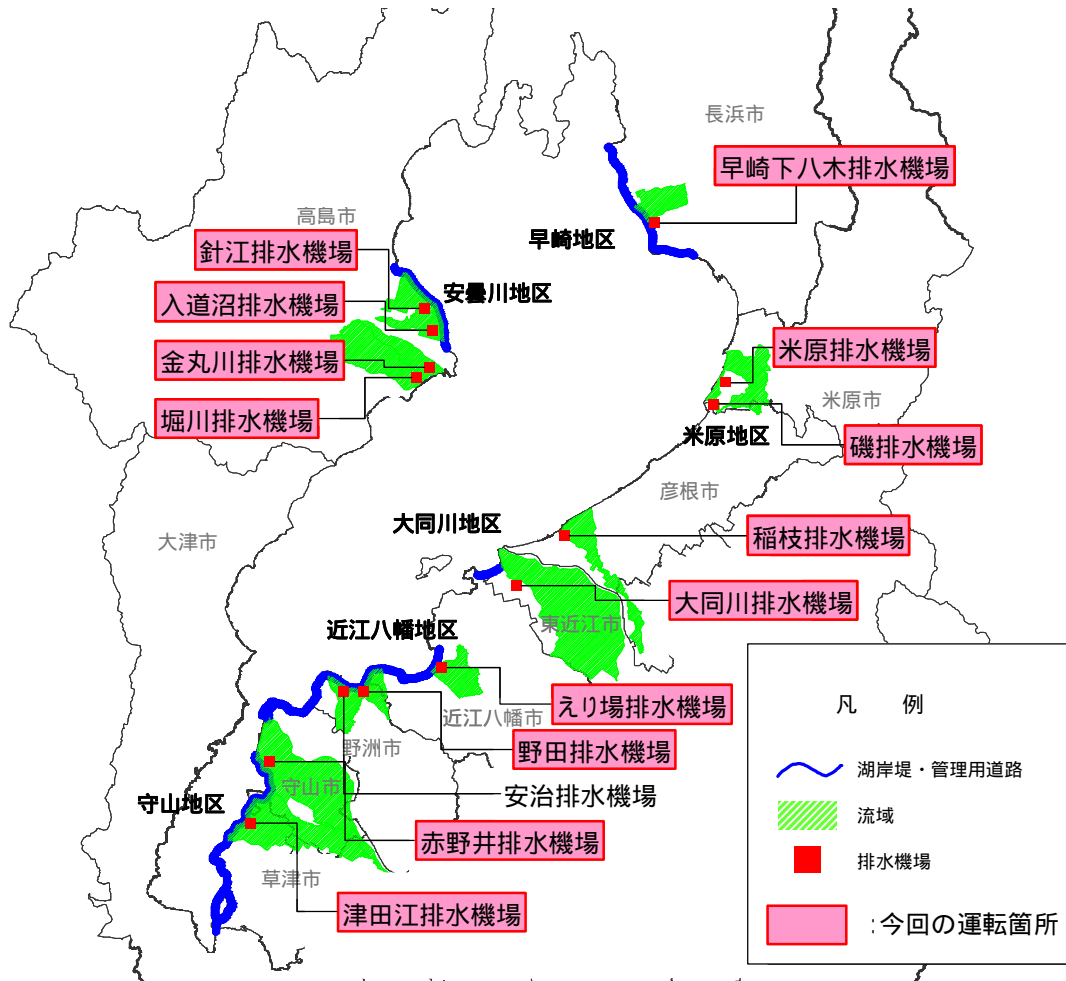 長浜市
早崎下八木排水機場
高島市
早崎地区
針江排水機場
安曇川地区
入道沼排水機場
金丸川排水機場
米原排水機場
米原市
堀川排水機場
米原地区
磯排水機場
彦根市
大同川地区
大津市
稲枝排水機場
大同川排水機場
東近江市
近江八幡地区
えり場排水機場
近江八幡市
野洲市
野田排水機場
守山市
安治排水機場
守山地区
赤野井排水機場
草津市
津田江排水機場
凡 例
湖岸堤・管理用道路
流域
排水機場
:今回の運転箇所